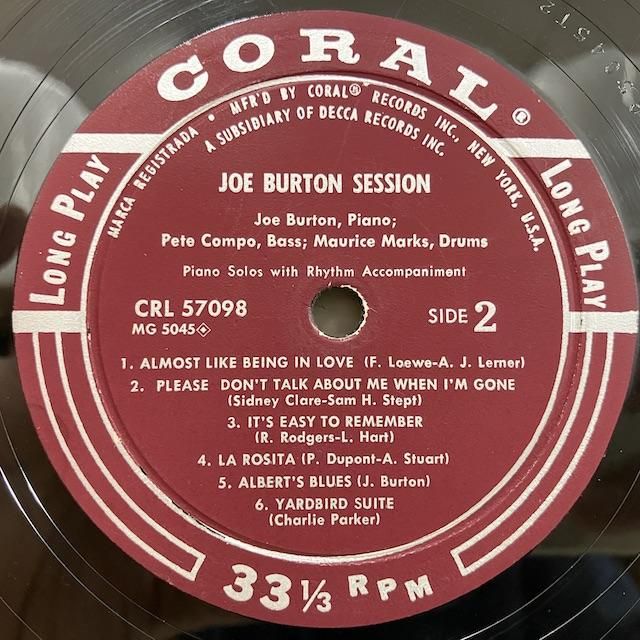 CORAL®
MARCA REGISTRADA • MFR'D BY CORAL® RECORDS INC., NEW YORK, U.S.A.
A SUBSIDIARY OF DECCA RECORDS INC.
LONG PLAY
LONG PLAY
JOE BURTON SESSION
Joe Burton, Piano;
Pete Compo, Bass; Maurice Marks, Drums
Piano Solos with Rhythm Accompaniment
CRL 57098
MG 5045
SIDE 2
1. ALMOST LIKE BEING IN LOVE (F. Loewe-A. J. Lerner)
2. PLEASE DON'T TALK ABOUT ME WHEN I'M GONE
(Sidney Clare-Sam H. Stept)
3. IT'S EASY TO REMEMBER
(R. Rodgers-L. Hart)
4. LA ROSITA (P. Dupont-A. Stuart)
5. ALBERT'S BLUES (J. Burton)
6. YARDBIRD SUITE
(Charlie Parker)
33 1/3 RPM